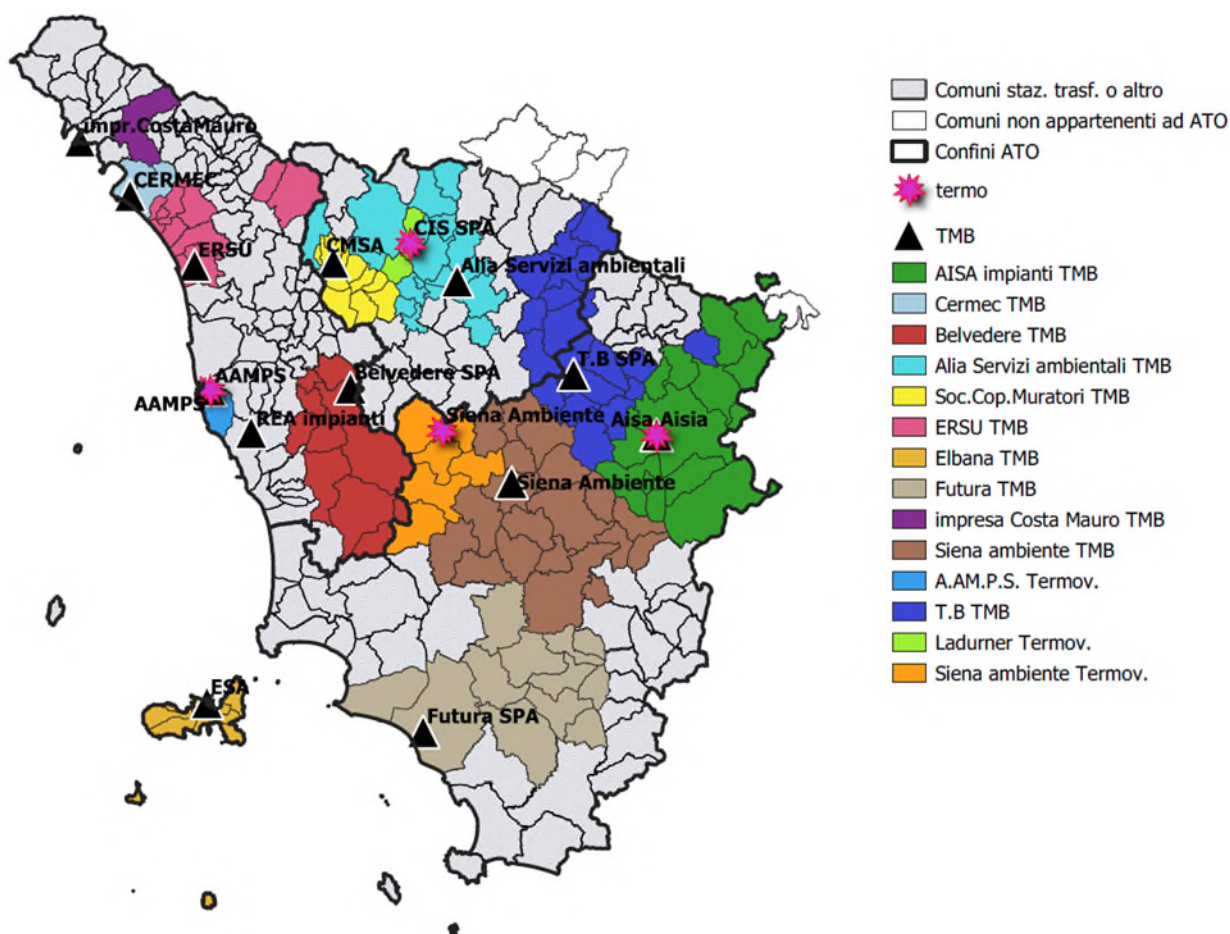 impr.CostaMauro
CERMEC
ERSU
CMSA
CIS SPA
Alia Servizi ambientali
AAMPS
AAMPS
REA impianti
Belvedere SPA
T.B SPA
Siena Ambiente
Aisa Aisia
Siena Ambiente
ESA
Futura SPA
Comuni staz. trasf. o altro
Comuni non appartenenti ad ATO
Confini ATO
termo
TMB
AISA impianti TMB
Cermec TMB
Belvedere TMB
Alia Servizi ambientali TMB
Soc.Cop.Muratori TMB
ERSU TMB
Elbana TMB
Futura TMB
impresa Costa Mauro TMB
Siena ambiente TMB
A.AM.P.S. Termov.
T.B TMB
Ladurner Termov.
Siena ambiente Termov.